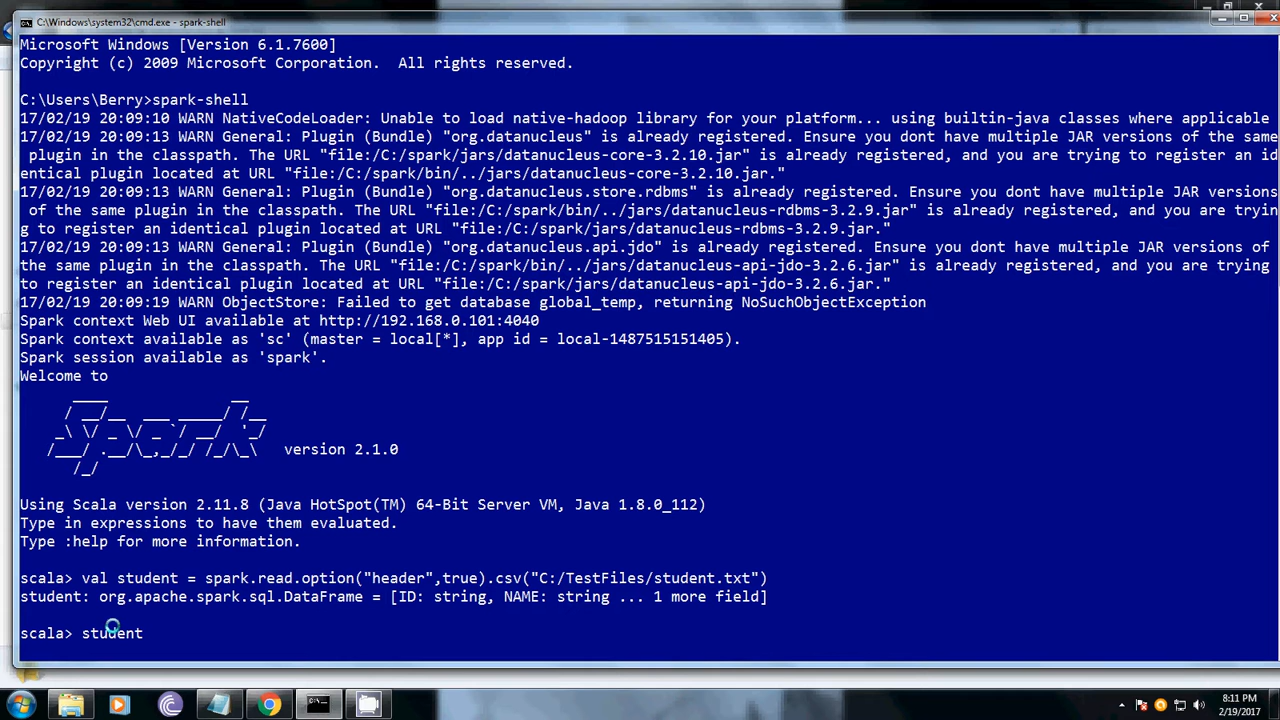 C:\Windows\system32\cmd.exe - spark-shell
Microsoft Windows [Version 6.1.7600]
Copyright (c) 2009 Microsoft Corporation.  All rights reserved.
C:\Users\Berry>spark-shell
17/02/19 20:09:10 WARN NativeCodeLoader: Unable to load native-hadoop library for your platform... using builtin-java classes where applicable
17/02/19 20:09:13 WARN General: Plugin (Bundle) "org.datanucleus" is already registered. Ensure you dont have multiple JAR versions of the same
 plugin in the classpath. The URL "file:/C:/spark/jars/datanucleus-core-3.2.10.jar" is already registered, and you are trying to register an id
entical plugin located at URL "file:/C:/spark/bin/../jars/datanucleus-core-3.2.10.jar."
17/02/19 20:09:13 WARN General: Plugin (Bundle) "org.datanucleus.store.rdbms" is already registered. Ensure you dont have multiple JAR versions
 of the same plugin in the classpath. The URL "file:/C:/spark/bin/../jars/datanucleus-rdbms-3.2.9.jar" is already registered, and you are tryin
g to register an identical plugin located at URL "file:/C:/spark/jars/datanucleus-rdbms-3.2.9.jar."
17/02/19 20:09:13 WARN General: Plugin (Bundle) "org.datanucleus.api.jdo" is already registered. Ensure you dont have multiple JAR versions of
the same plugin in the classpath. The URL "file:/C:/spark/bin/../jars/datanucleus-api-jdo-3.2.6.jar" is already registered, and you are trying
to register an identical plugin located at URL "file:/C:/spark/jars/datanucleus-api-jdo-3.2.6.jar."
17/02/19 20:09:19 WARN ObjectStore: Failed to get database global_temp, returning NoSuchObjectException
Spark context Web UI available at http://192.168.0.101:4040
Spark context available as 'sc' (master = local[*], app id = local-1487515151405).
Spark session available as 'spark'.
Welcome to
Spark version 2.1.0
Using Scala version 2.11.8 (Java HotSpot(TM) 64-Bit Server VM, Java 1.8.0_112)
Type in expressions to have them evaluated.
Type :help for more information.
scala> val student = spark.read.option("header",true).csv("C:/TestFiles/student.txt")
student: org.apache.spark.sql.DataFrame = [ID: string, NAME: string ... 1 more field]
scala> student
8:11 PM
2/19/2017